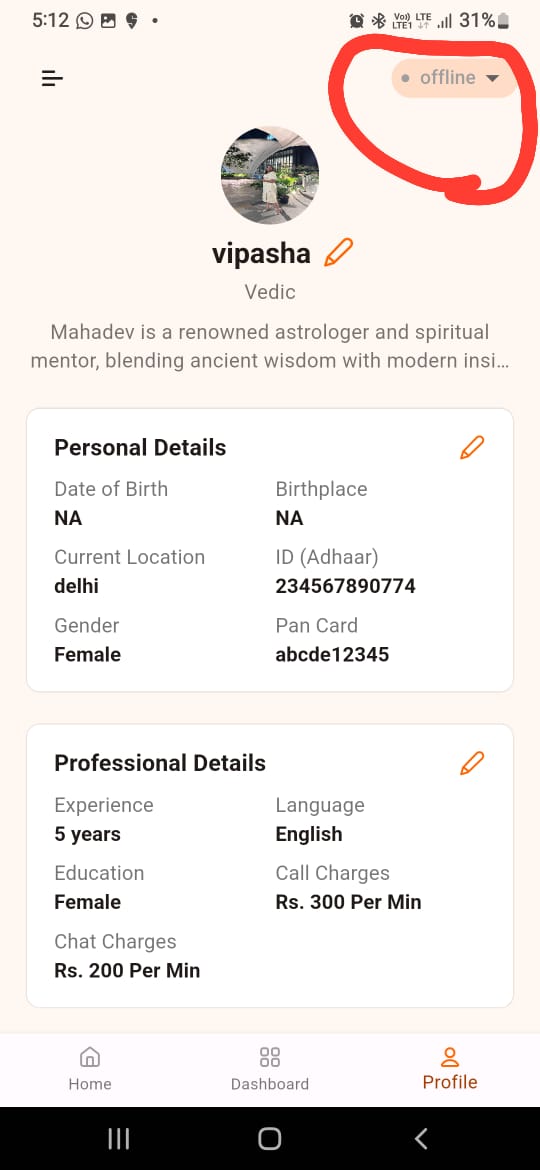 5:12
Vo)) LTE
LTE1
31%
offline
vipasha
Vedic
Mahadev is a renowned astrologer and spiritual
mentor, blending ancient wisdom with modern insi...
Personal Details
Date of Birth Birthplace
NA NA
Current Location ID (Adhaar)
delhi 234567890774
Gender Pan Card
Female abcde12345
Professional Details
Experience Language
5 years English
Education Call Charges
Female Rs. 300 Per Min
Chat Charges
Rs. 200 Per Min
Home Dashboard Profile